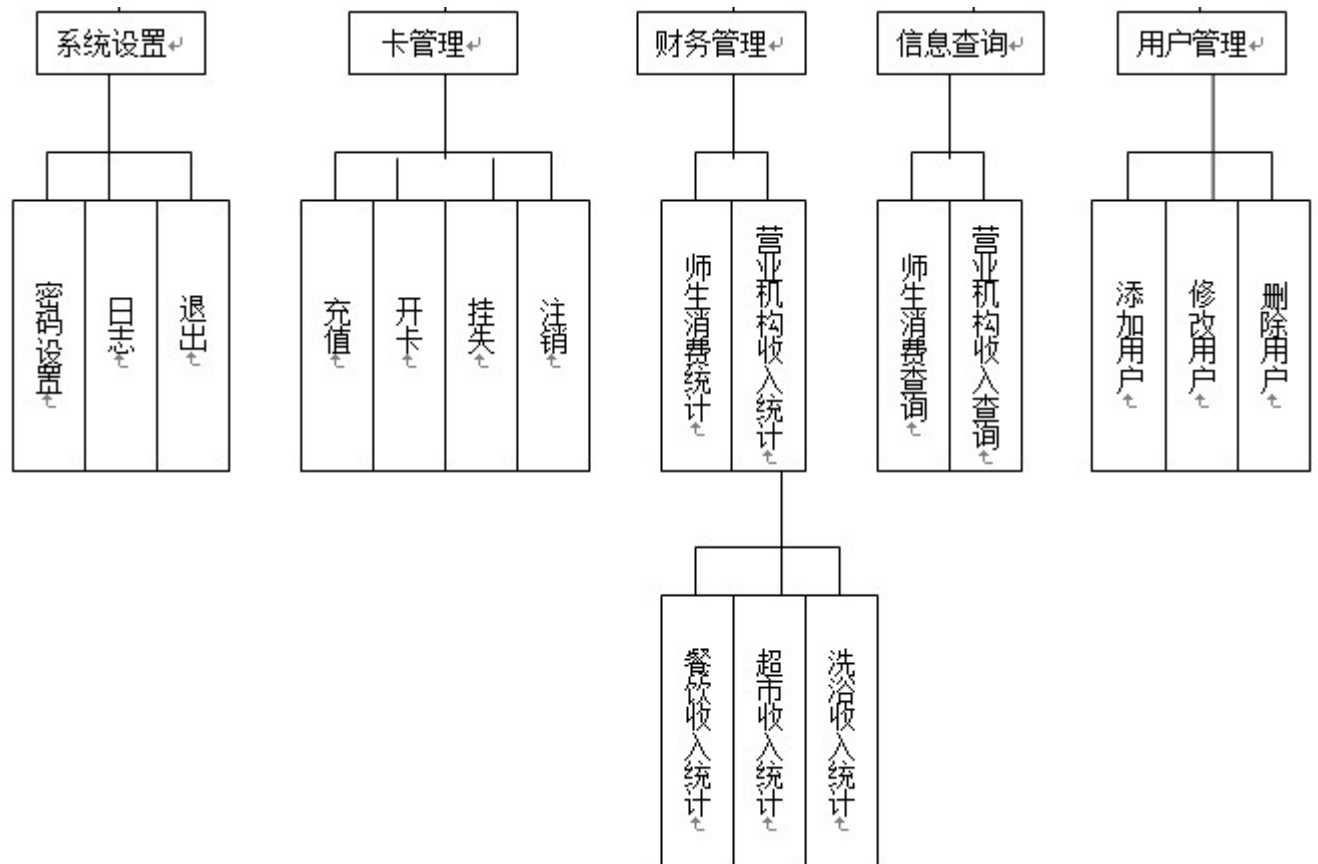 系统设置
卡管理
财务管理
信息查询
用户管理
密码设置
日志
退出
充值
开卡
挂失
注销
师生消费统计
营业机构收入统计
师生消费查询
营业机构收入查询
添加用户
修改用户
删除用户
餐饮收入统计
超市收入统计
洗浴收入统计